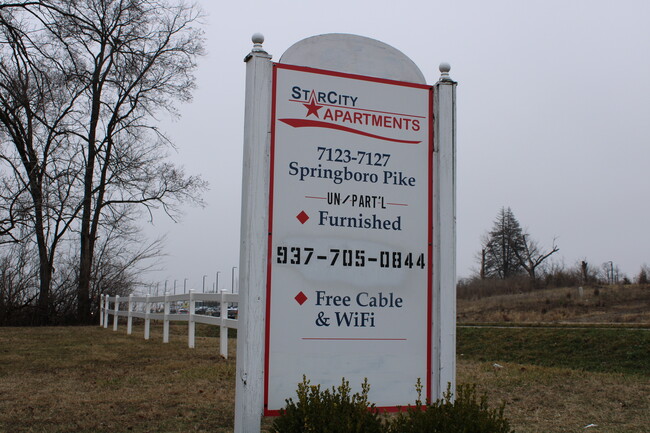 STARCITY
APARTMENTS
7123-7127
Springboro Pike
UN/PART'L
Furnished
937-705-0844
Free Cable
& WiFi